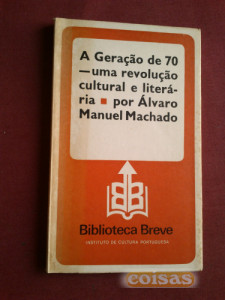 A Geração de 70
—uma revolução
cultural e literá-
ria ■ por Álvaro
Manuel Machado
Biblioteca Breve
INSTITUTO DE CULTURA PORTUGUESA
coisas